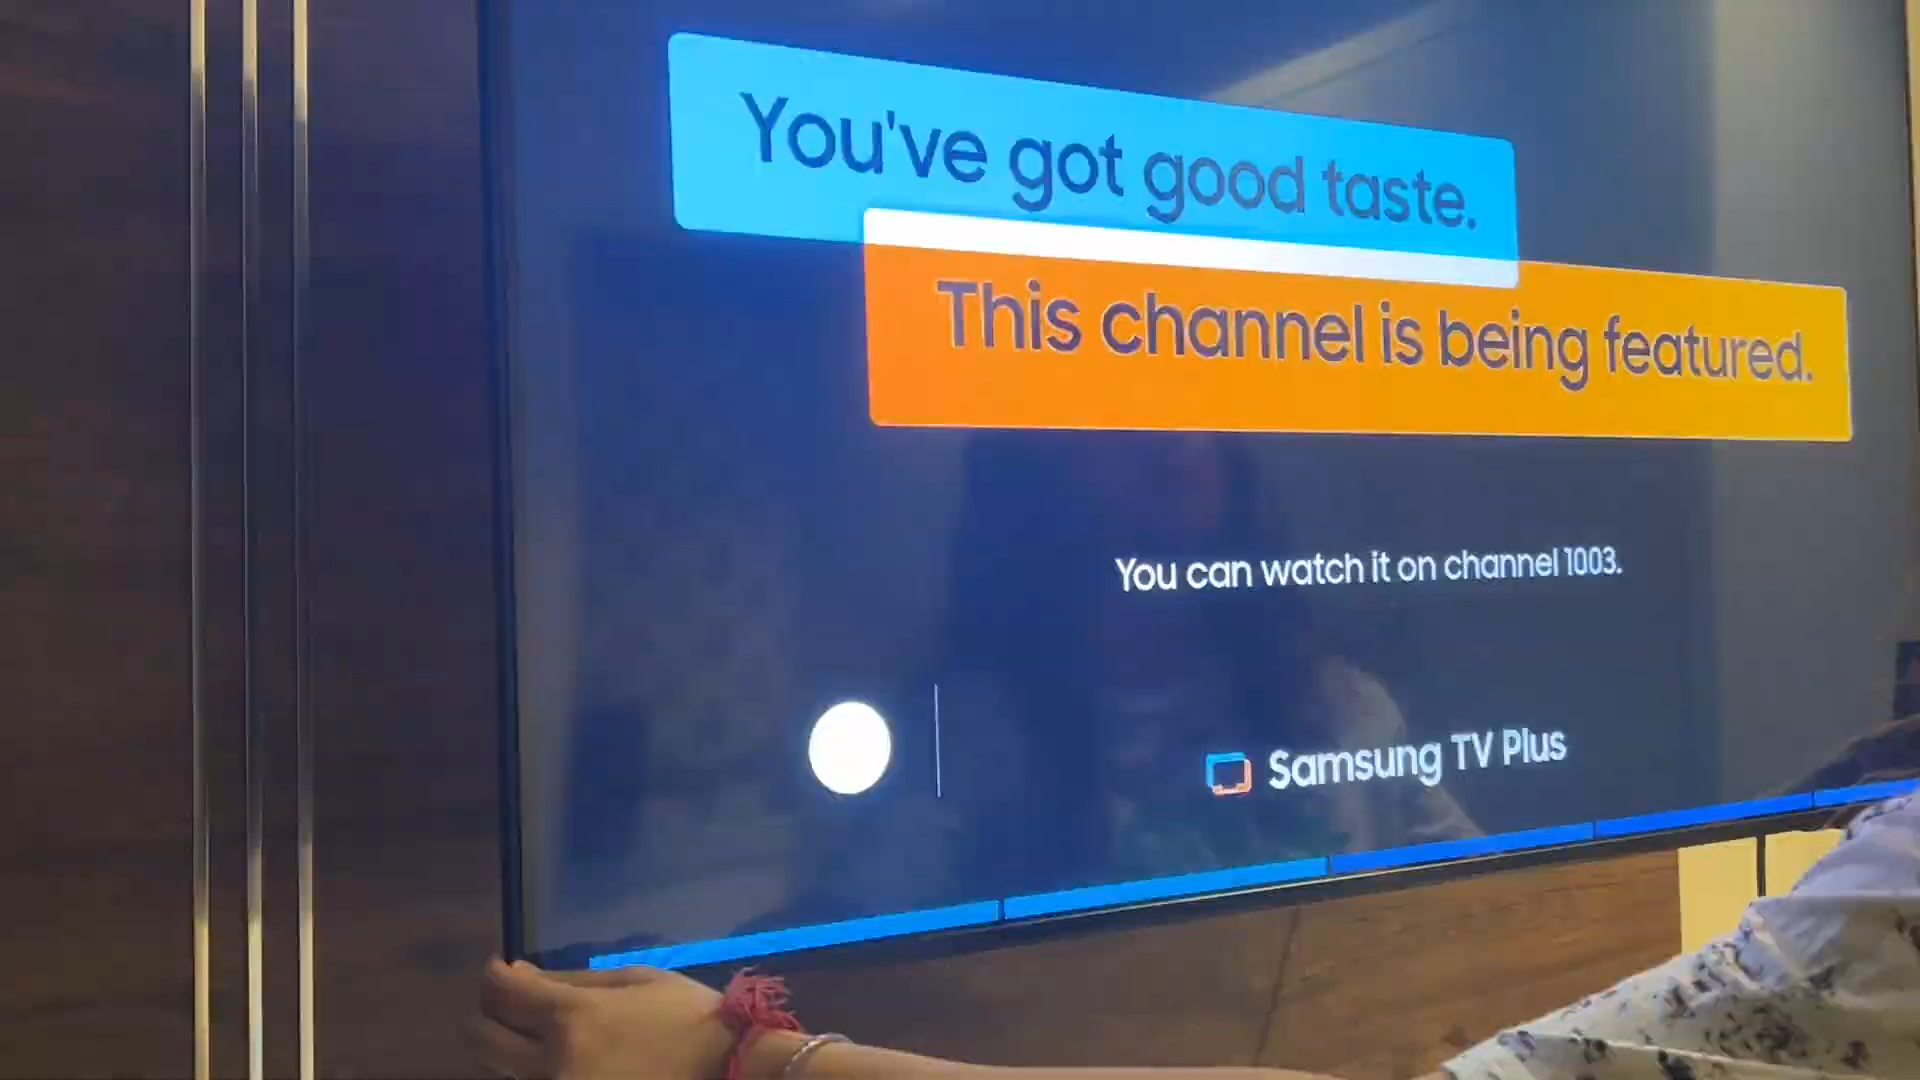 You've got good taste.
This channel is being featured.
You can watch it on channel 1003.
Samsung TV Plus